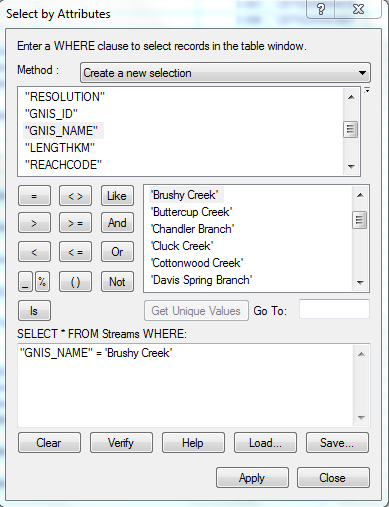 Select by Attributes
?
Enter a WHERE clause to select records in the table window.
Method : Create a new selection
"RESOLUTION"
"GNIS_ID"
"GNIS_NAME"
"LENGTHKM"
"REACHCODE"
= < > Like
> > = And
< < = Or
_ % ( ) Not
Is
'Brushy Creek'
'Buttercup Creek'
'Chandler Branch'
'Cluck Creek'
'Cottonwood Creek'
'Davis Spring Branch'
Get Unique Values Go To:
SELECT * FROM Streams WHERE:
"GNIS_NAME" = 'Brushy Creek'
Clear Verify Help Load... Save...
Apply Close